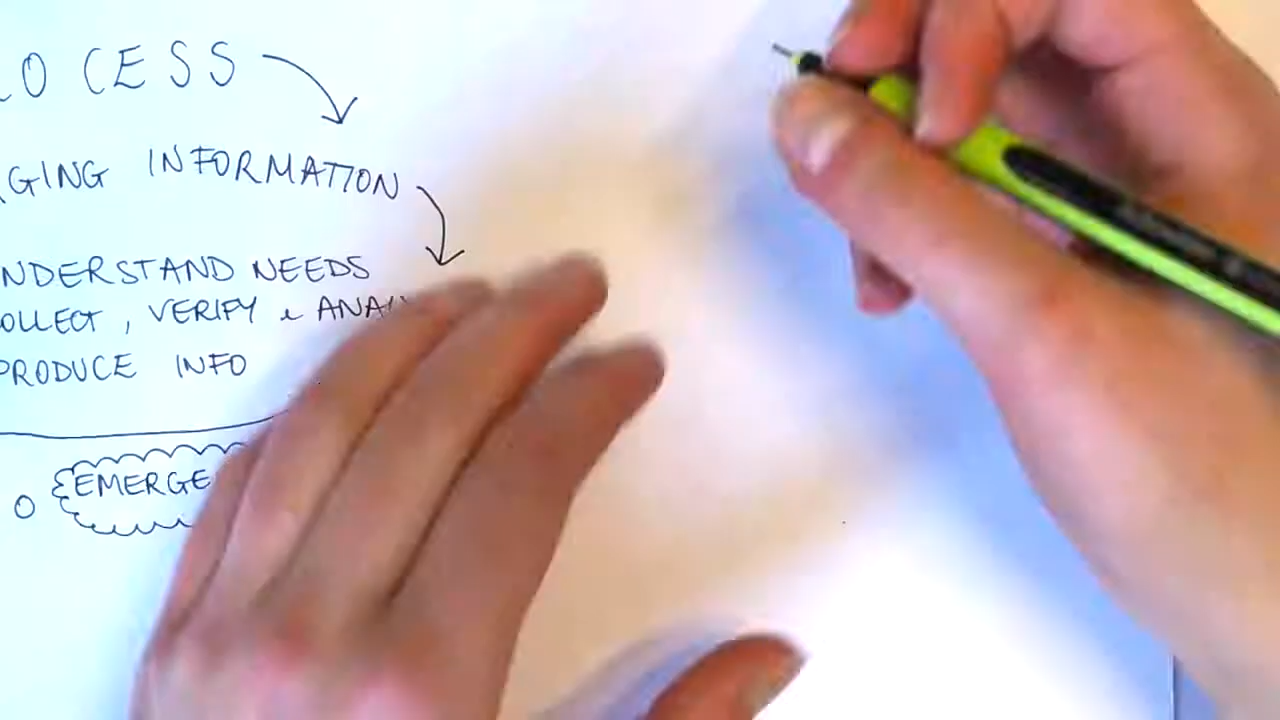 OCESS
GING INFORMATION
NDERSTAND NEEDS
OLLECT, VERIFY & ANA
PRODUCE INFO
O EMERGE